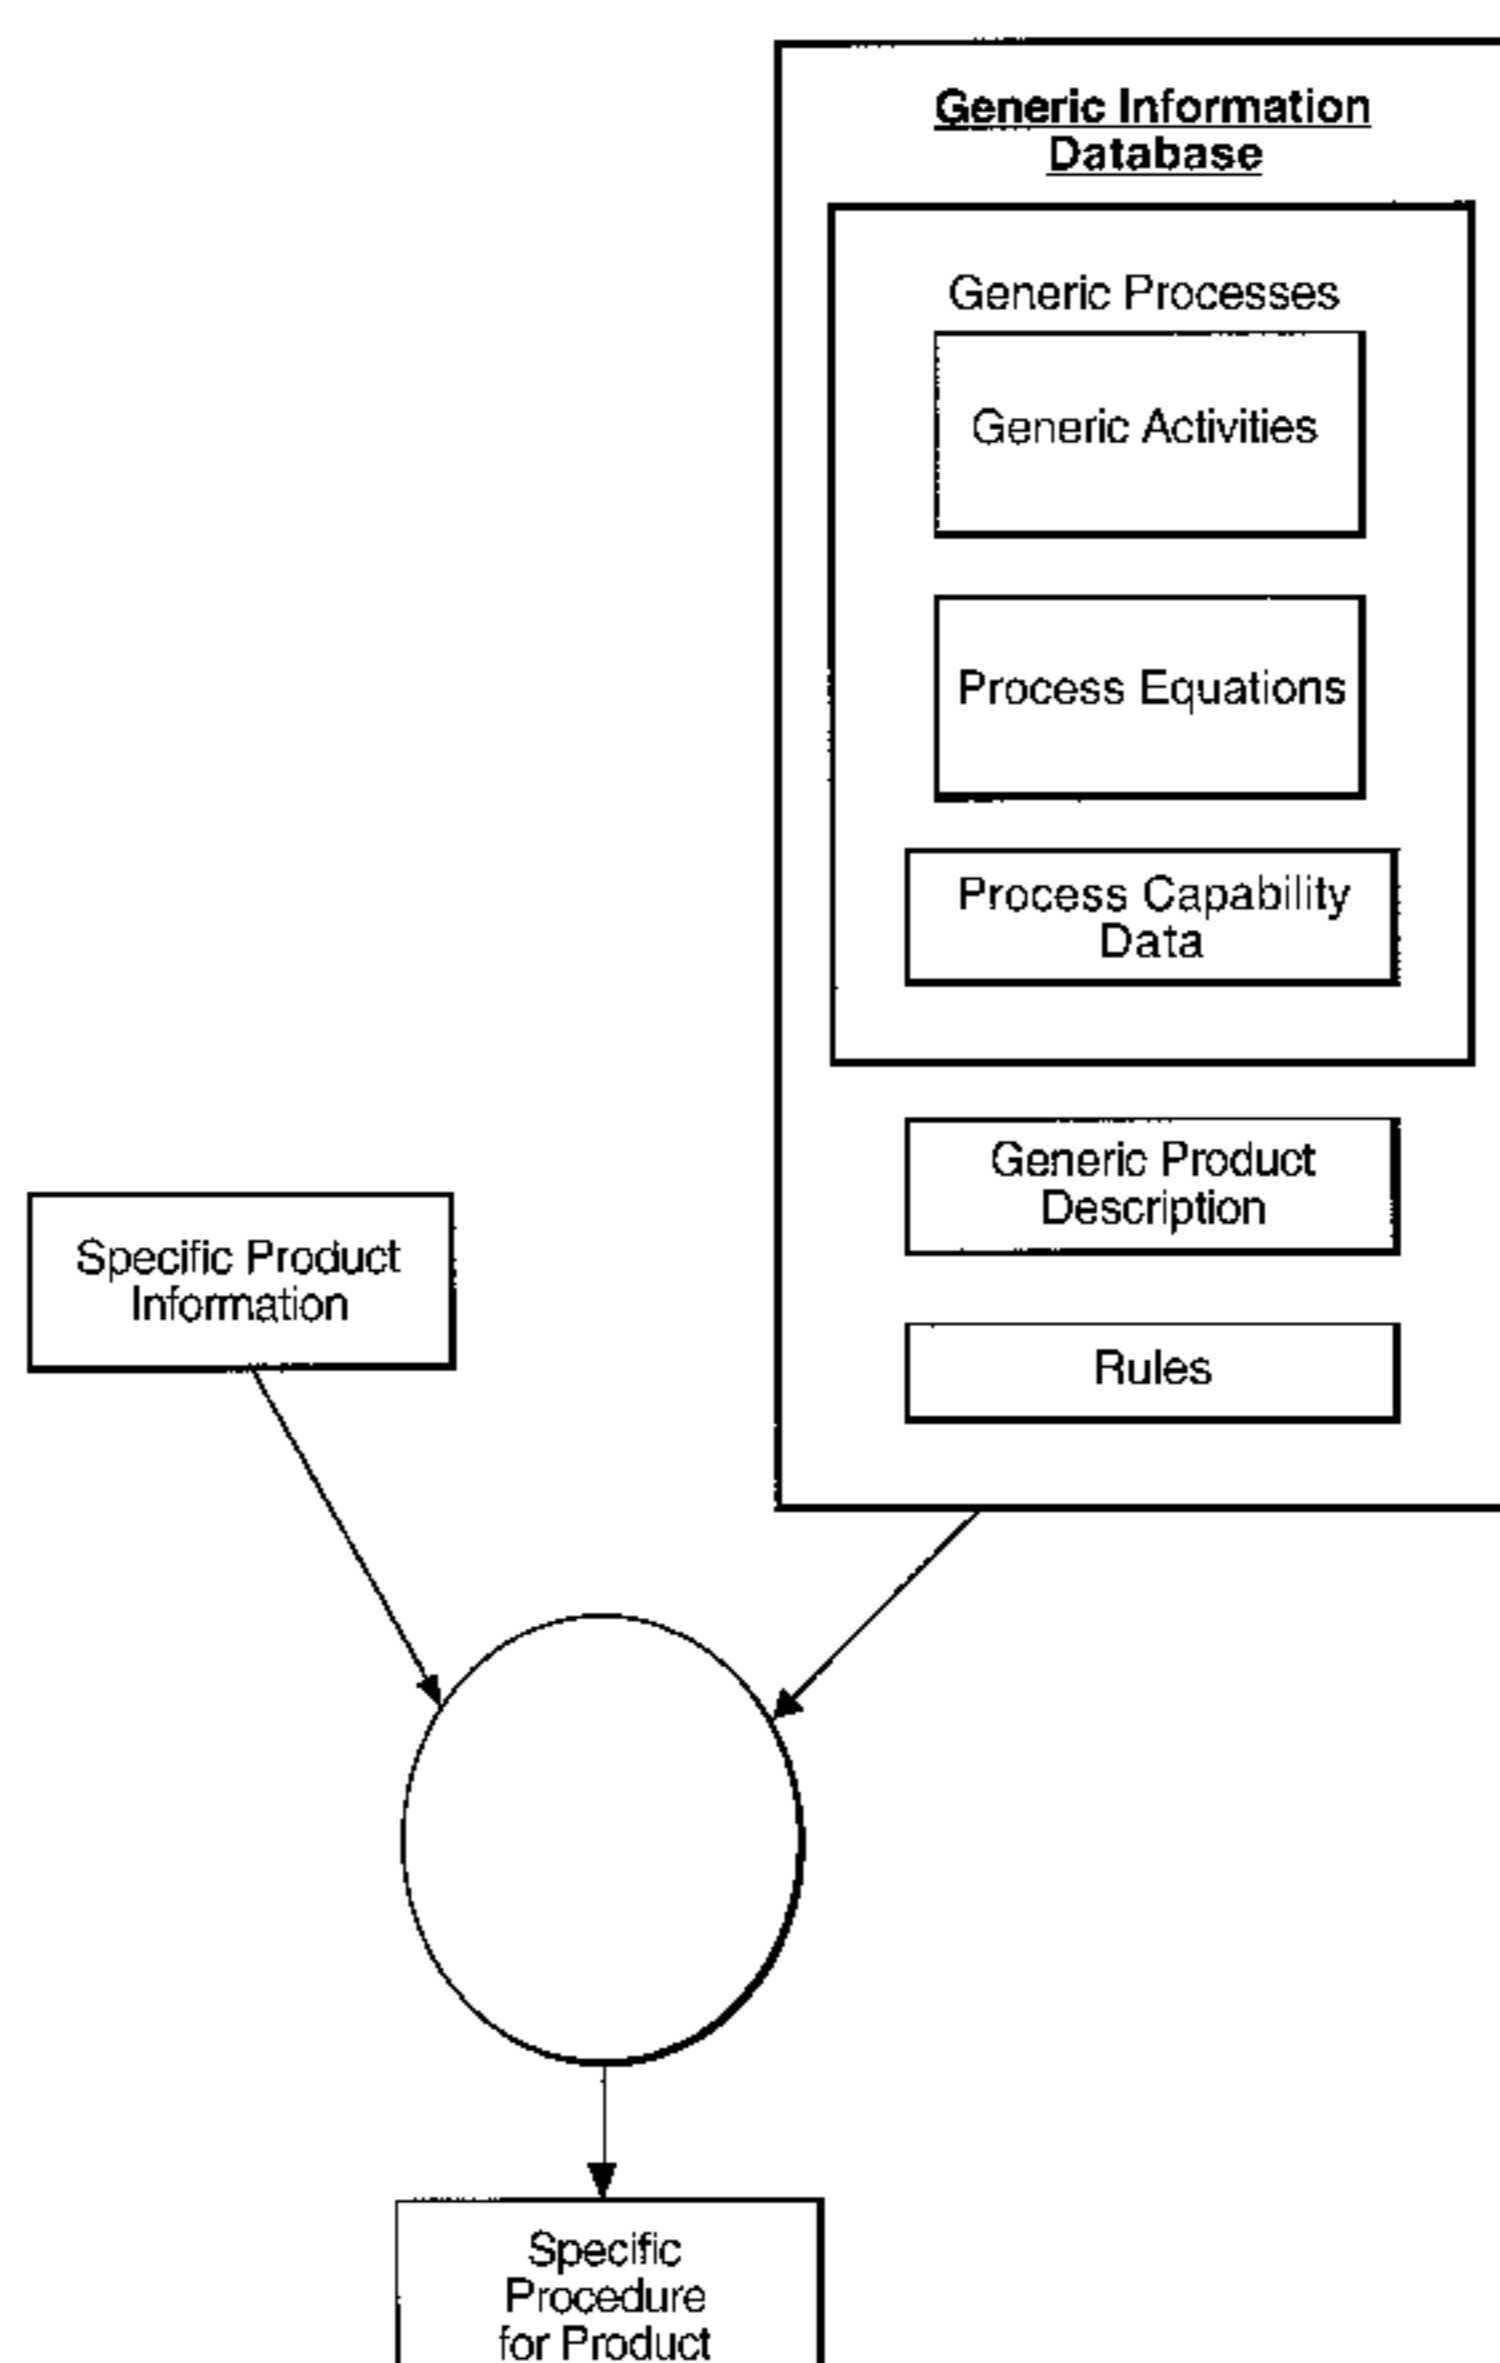 Generic Information
Database
Generic Processes
Generic Activities
Process Equations
Process Capability
Data
Generic Product
Description
Rules
Specific Product
Information
Specific
Procedure
for Product